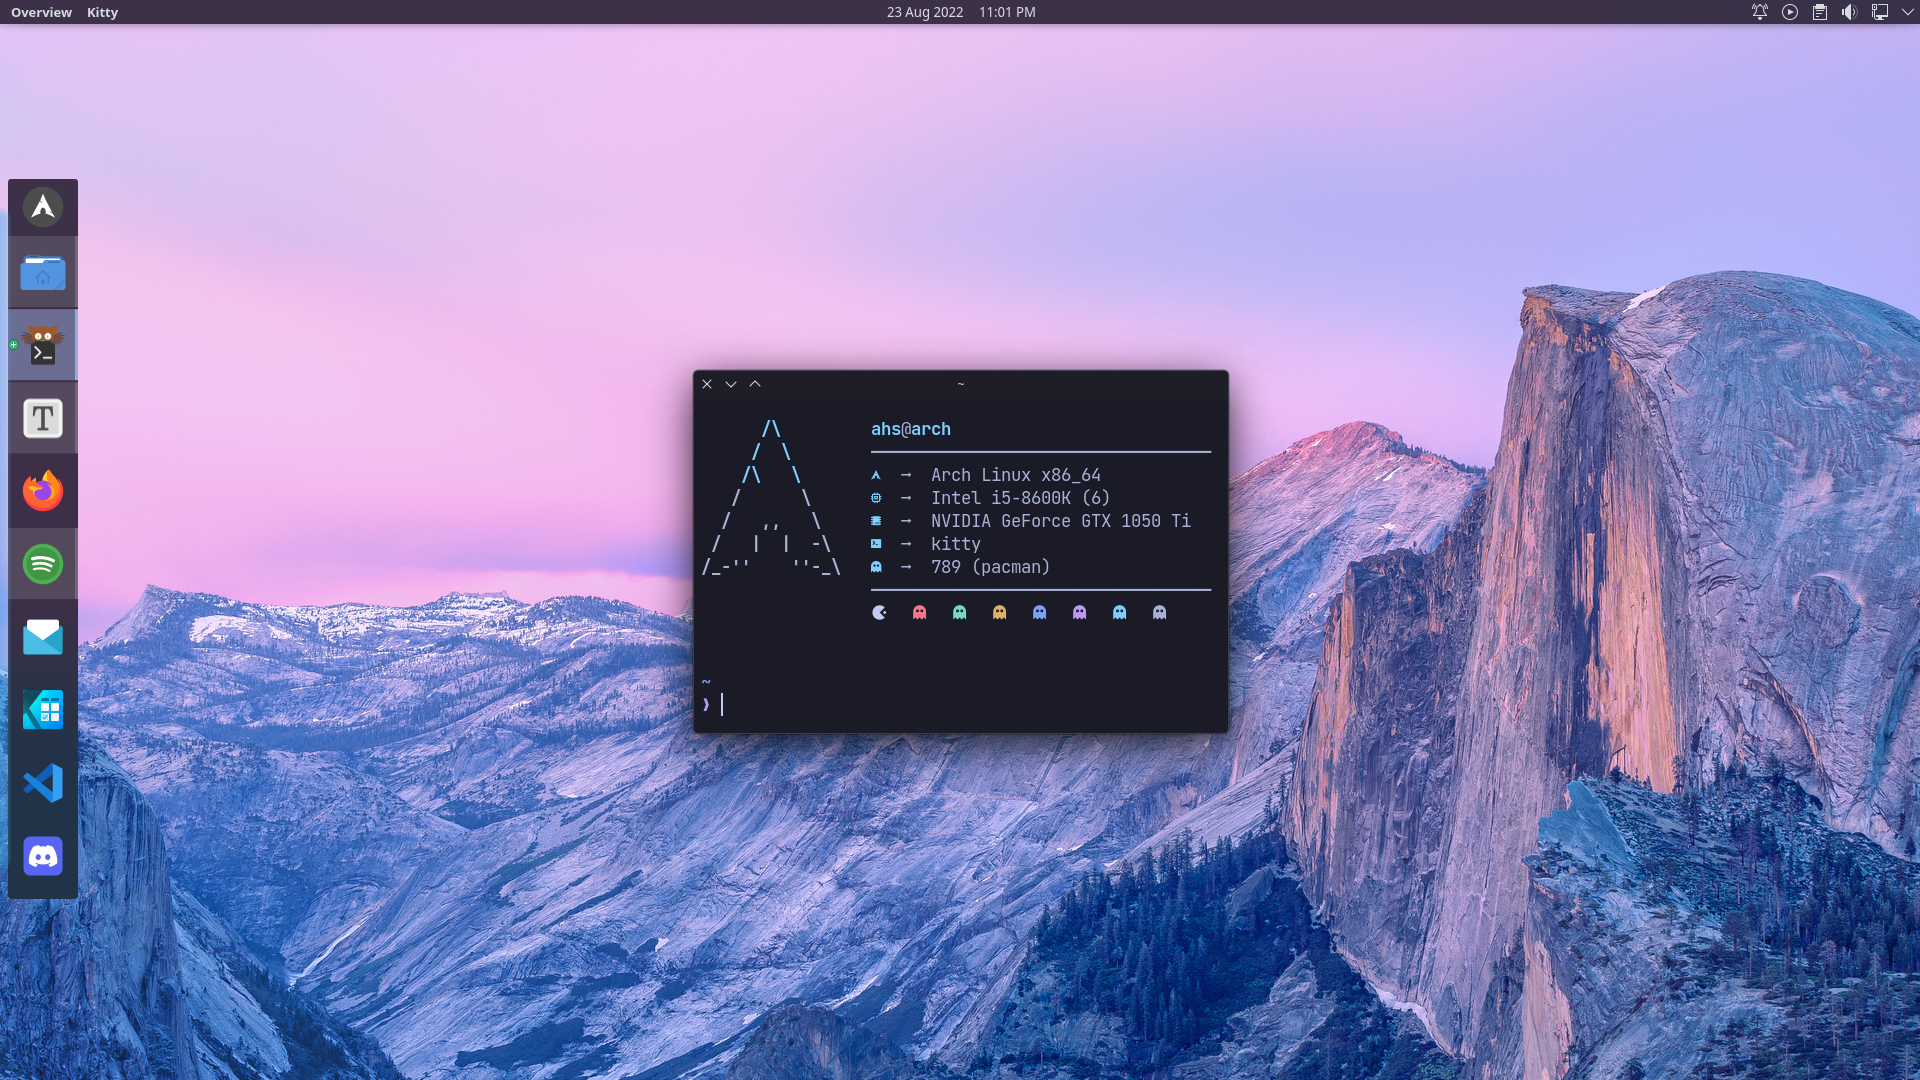 Overview Kitty
23 Aug 2022 11:01 PM
~
ahs@arch
→ Arch Linux x86_64
→ Intel i5-8600K (6)
→ NVIDIA GeForce GTX 1050 Ti
→ kitty
→ 789 (pacman)
~
❱
T